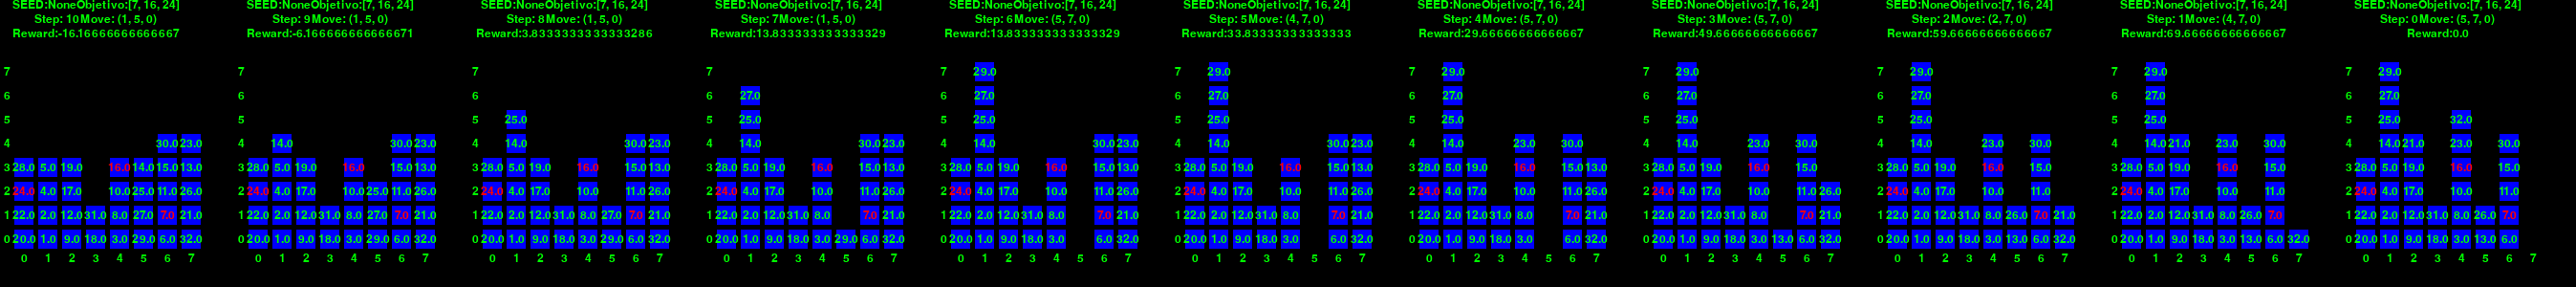 SEED:NoneObjetivo:[7, 16, 24]
Step: 10Move: (1, 5, 0)
Reward:-16.16666666666667
7
6
5
4 30.0 23.0
3 28.0 5.0 19.0 16.0 14.0 15.0 13.0
2 24.0 4.0 17.0 10.0 25.0 11.0 26.0
1 22.0 2.0 12.0 31.0 8.0 27.0 7.0 21.0
0 20.0 1.0 9.0 18.0 3.0 29.0 6.0 32.0
0 1 2 3 4 5 6 7
SEED:NoneObjetivo:[7, 16, 24]
Step: 9Move: (1, 5, 0)
Reward:-6.166666666666671
7
6
5
4 14.0 30.0 23.0
3 28.0 5.0 19.0 16.0 15.0 13.0
2 24.0 4.0 17.0 10.0 25.0 11.0 26.0
1 22.0 2.0 12.0 31.0 8.0 27.0 7.0 21.0
0 20.0 1.0 9.0 18.0 3.0 29.0 6.0 32.0
0 1 2 3 4 5 6 7
SEED:NoneObjetivo:[7, 16, 24]
Step: 8Move: (1, 5, 0)
Reward:3.8333333333333286
7
6
5 25.0
4 14.0 30.0 23.0
3 28.0 5.0 19.0 16.0 15.0 13.0
2 24.0 4.0 17.0 10.0 11.0 26.0
1 22.0 2.0 12.0 31.0 8.0 27.0 7.0 21.0
0 20.0 1.0 9.0 18.0 3.0 29.0 6.0 32.0
0 1 2 3 4 5 6 7
SEED:NoneObjetivo:[7, 16, 24]
Step: 7Move: (1, 5, 0)
Reward:13.833333333333329
7
6 27.0
5 25.0
4 14.0 30.0 23.0
3 28.0 5.0 19.0 16.0 15.0 13.0
2 24.0 4.0 17.0 10.0 11.0 26.0
1 22.0 2.0 12.0 31.0 8.0 7.0 21.0
0 20.0 1.0 9.0 18.0 3.0 29.0 6.0 32.0
0 1 2 3 4 5 6 7
SEED:NoneObjetivo:[7, 16, 24]
Step: 6Move: (5, 7, 0)
Reward:13.833333333333329
7 29.0
6 27.0
5 25.0
4 14.0 30.0 23.0
3 28.0 5.0 19.0 16.0 15.0 13.0
2 24.0 4.0 17.0 10.0 11.0 26.0
1 22.0 2.0 12.0 31.0 8.0 7.0 21.0
0 20.0 1.0 9.0 18.0 3.0 6.0 32.0
0 1 2 3 4 5 6 7
SEED:NoneObjetivo:[7, 16, 24]
Step: 5Move: (4, 7, 0)
Reward:33.83333333333333
7 29.0
6 27.0
5 25.0
4 14.0 30.0 23.0
3 28.0 5.0 19.0 16.0 15.0 13.0
2 24.0 4.0 17.0 10.0 11.0 26.0
1 22.0 2.0 12.0 31.0 8.0 7.0 21.0
0 20.0 1.0 9.0 18.0 3.0 6.0 32.0
0 1 2 3 4 5 6 7
SEED:NoneObjetivo:[7, 16, 24]
Step: 4Move: (5, 7, 0)
Reward:29.66666666666667
7 29.0
6 27.0
5 25.0
4 14.0 23.0 30.0
3 28.0 5.0 19.0 16.0 15.0 13.0
2 24.0 4.0 17.0 10.0 11.0 26.0
1 22.0 2.0 12.0 31.0 8.0 7.0 21.0
0 20.0 1.0 9.0 18.0 3.0 6.0 32.0
0 1 2 3 4 5 6 7
SEED:NoneObjetivo:[7, 16, 24]
Step: 3Move: (5, 7, 0)
Reward:49.66666666666667
7 29.0
6 27.0
5 25.0
4 14.0 23.0 30.0
3 28.0 5.0 19.0 16.0 15.0
2 24.0 4.0 17.0 10.0 11.0 26.0
1 22.0 2.0 12.0 31.0 8.0 7.0 21.0
0 20.0 1.0 9.0 18.0 3.0 13.0 6.0 32.0
0 1 2 3 4 5 6 7
SEED:NoneObjetivo:[7, 16, 24]
Step: 2Move: (2, 7, 0)
Reward:59.66666666666667
7 29.0
6 27.0
5 25.0
4 14.0 23.0 30.0
3 28.0 5.0 19.0 16.0 15.0
2 24.0 4.0 17.0 10.0 11.0
1 22.0 2.0 12.0 31.0 8.0 26.0 7.0 21.0
0 20.0 1.0 9.0 18.0 3.0 13.0 6.0 32.0
0 1 2 3 4 5 6 7
SEED:NoneObjetivo:[7, 16, 24]
Step: 1Move: (4, 7, 0)
Reward:69.66666666666667
7 29.0
6 27.0
5 25.0
4 14.0 21.0 23.0 30.0
3 28.0 5.0 19.0 16.0 15.0
2 24.0 4.0 17.0 10.0 11.0
1 22.0 2.0 12.0 31.0 8.0 26.0 7.0
0 20.0 1.0 9.0 18.0 3.0 13.0 6.0 32.0
0 1 2 3 4 5 6 7
SEED:NoneObjetivo:[7, 16, 24]
Step: 0Move: (5, 7, 0)
Reward:0.0
7 29.0
6 27.0
5 25.0 32.0
4 14.0 21.0 23.0 30.0
3 28.0 5.0 19.0 16.0 15.0
2 24.0 4.0 17.0 10.0 11.0
1 22.0 2.0 12.0 31.0 8.0 26.0 7.0
0 20.0 1.0 9.0 18.0 3.0 13.0 6.0
0 1 2 3 4 5 6 7